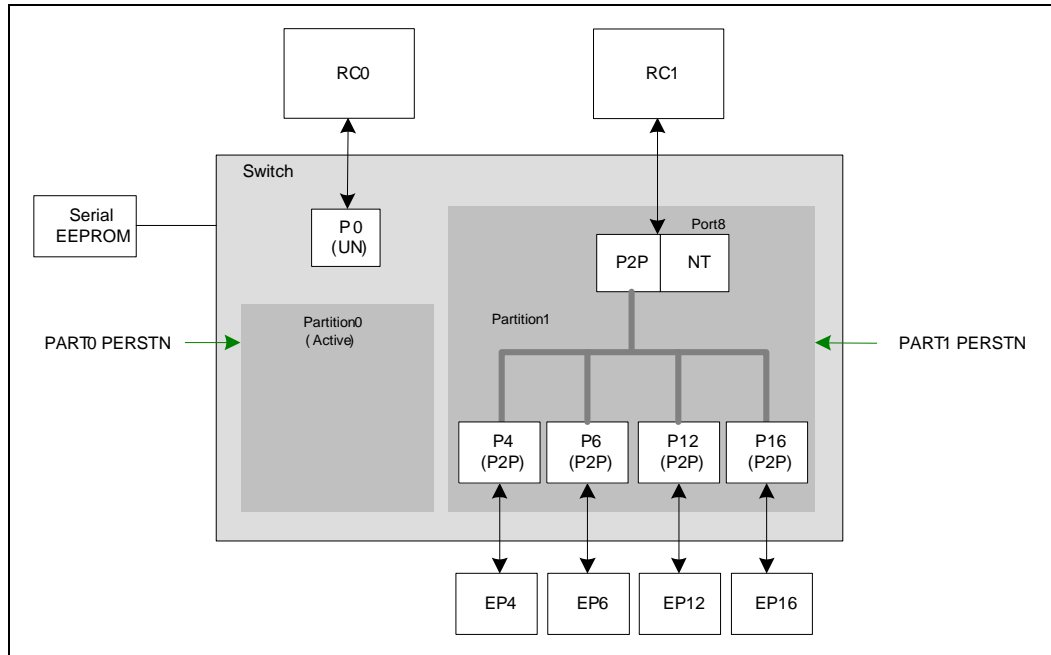 RC0
RC1
Switch
Serial
EEPROM
P0
(UN)
Port8
P2P
NT
Partition0
(Active)
Partition1
PART0 PERSTN
PART1 PERSTN
P4
(P2P)
P6
(P2P)
P12
(P2P)
P16
(P2P)
EP4
EP6
EP12
EP16